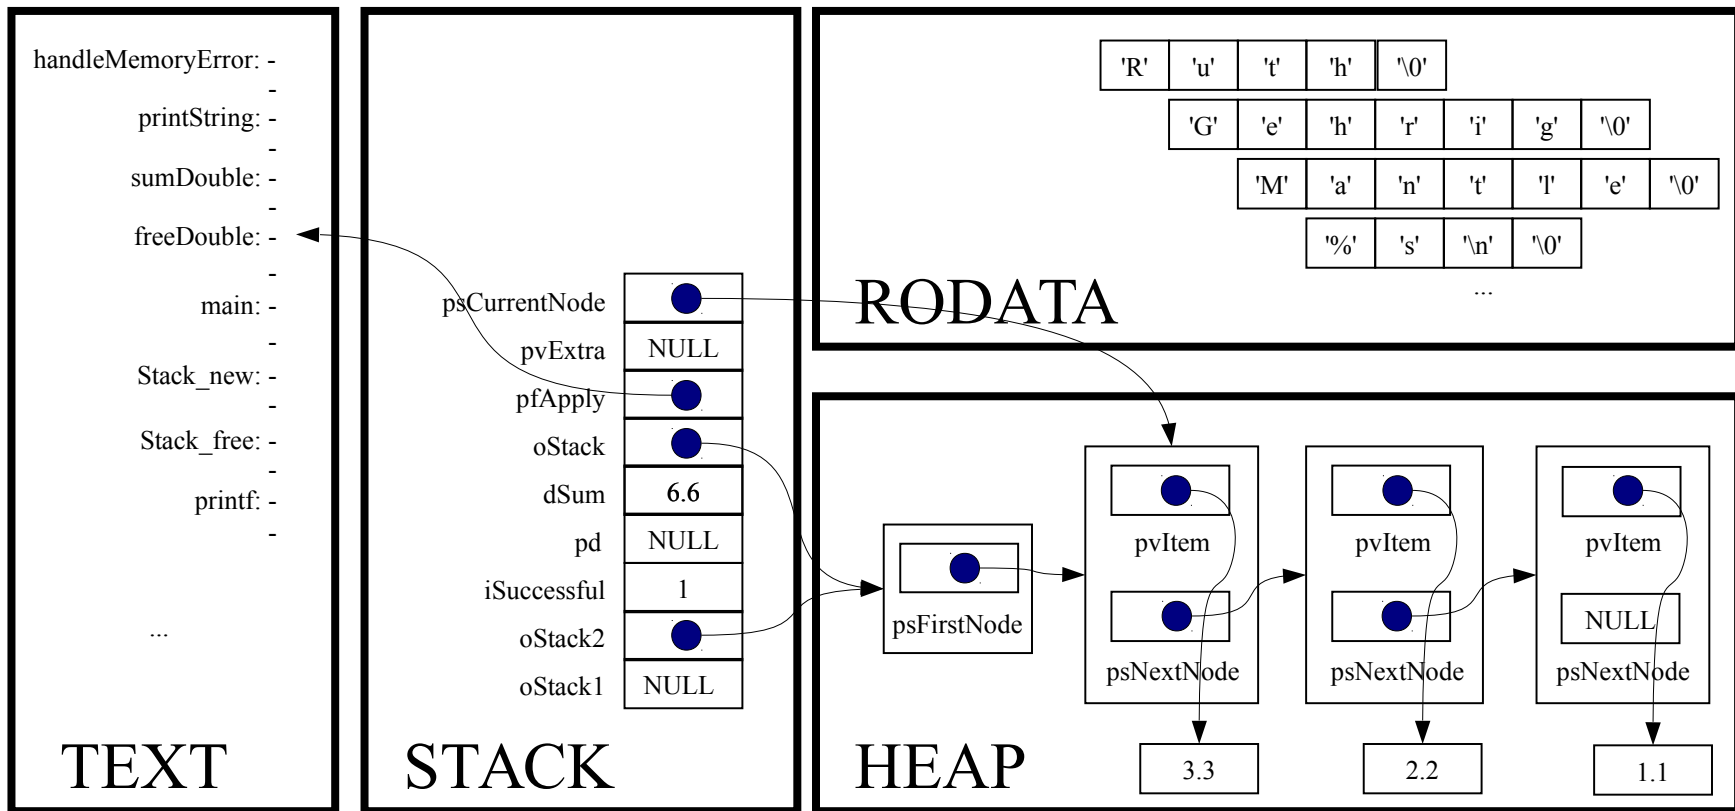 handleMemoryError: -
-
printString: -
-
sumDouble: -
-
freeDouble: -
-
main: -
-
Stack_new: -
-
Stack_free: -
-
printf: -
-
...
TEXT
psCurrentNode
pvExtra NULL
pfApply
oStack
dSum 6.6
pd NULL
iSuccessful 1
oStack2
oStack1 NULL
STACK
'R' 'u' 't' 'h' '\0'
'G' 'e' 'h' 'r' 'i' 'g' '\0'
'M' 'a' 'n' 't' 'l' 'e' '\0'
'%' 's' '\n' '\0'
...
RODATA
pvItem pvItem pvItem
psFirstNode NULL
psNextNode psNextNode psNextNode
HEAP 3.3 2.2 1.1